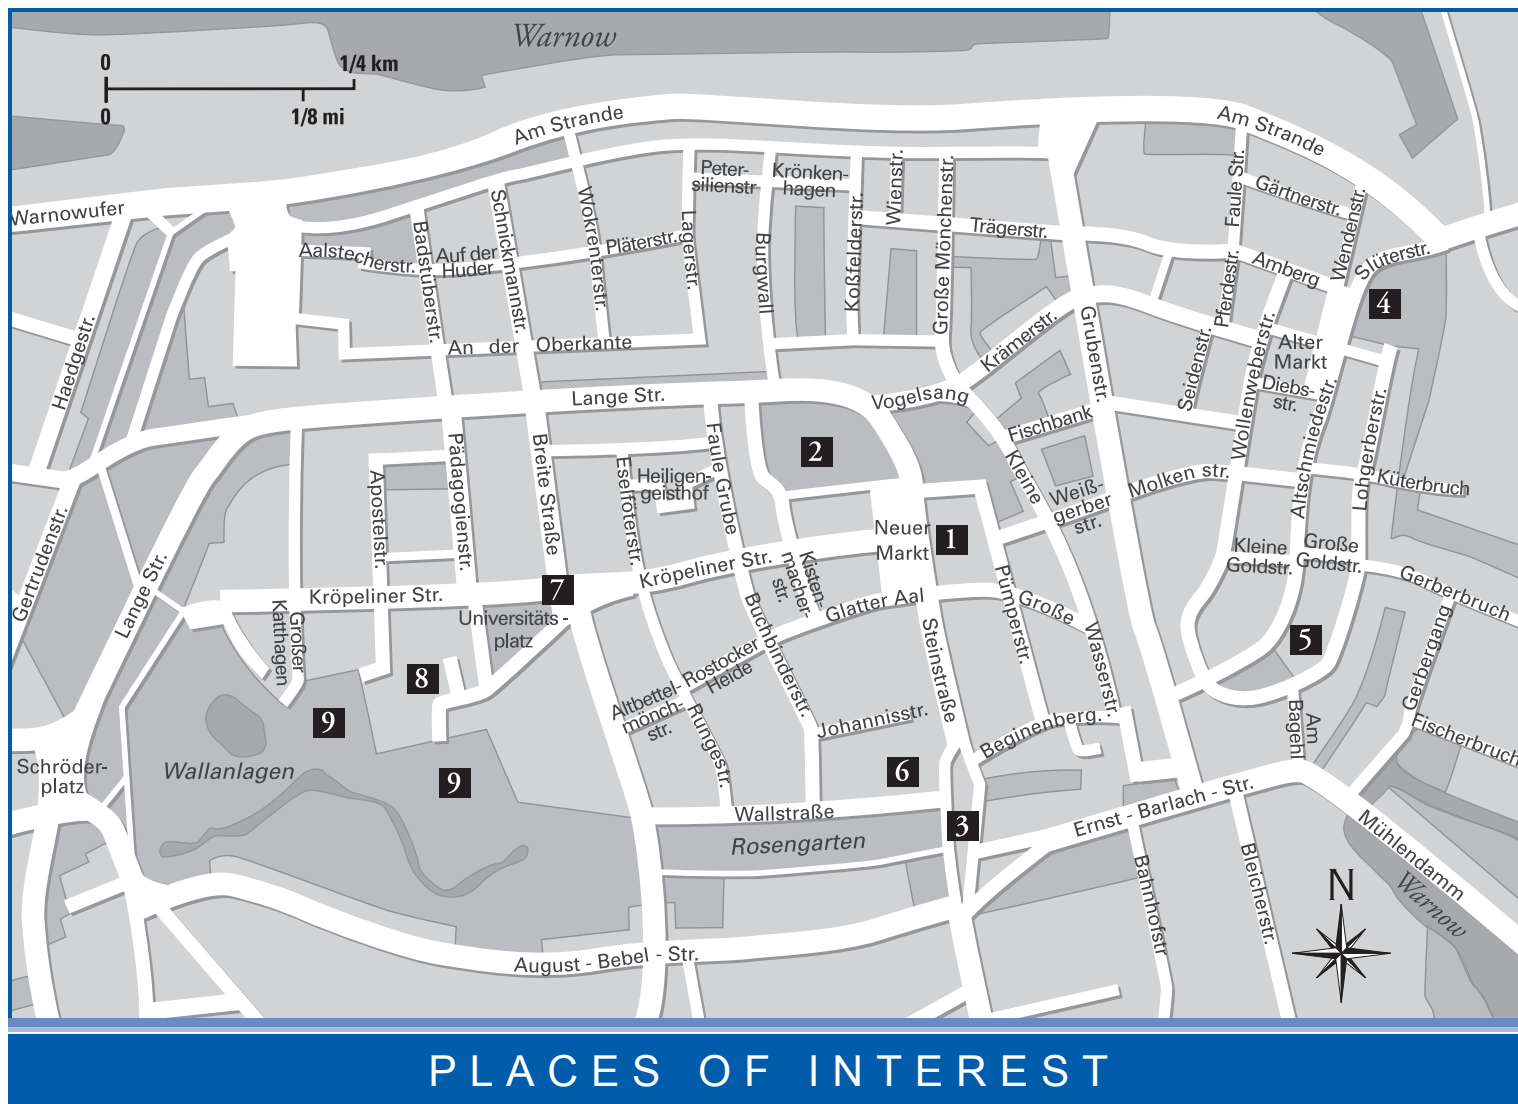 Warnow
0
1/4 km
0
1/8 mi
Am Strande
Am Strande
Warnowufer
Peter-
silienstr
Krönken-
hagen
Wienstr.
Große Mönchenstr.
Koßfelderstr.
Trägerstr.
Faule Str.
Gärtnerstr.
Wendenstr.
Slüterstr.
Amberg
Pferdestr.
Aalstecherstr.
Badstüberstr.
Auf der
Huder
Schnickmannstr.
Wokrenterstr.
Pläterstr.
Lagerstr.
Burgwall
An der Oberkante
Haedgestr.
Krämerstr.
Grubenstr.
Seidenstr.
Wollenweberstr.
Alter
Markt
4
Diebs-
str.
Altschmiedestr.
Lohgerberstr.
Lange Str.
Vogelsang
Fischbank
Kleine
Weiß-
gerber
str.
Molken str.
Küterbruch
2
Faule Grube
Heiligen-
geisthof
Eselföterstr.
Breite Straße
Pädagogienstr.
Apostelstr.
Gertrudenstr.
Lange Str.
Neuer
Markt
1
Kleine
Goldstr.
Große
Goldstr.
Gerberbruch
Kröpeliner Str.
Kröpeliner Str.
7
Universitäts-
platz
Kisten-
macher-
str.
Glatter Aal
Pümperstr.
Große
Wasserstr.
Großer
Katthagen
Buchbinderstr.
Steinstraße
5
Gerbergang
Rostocker
Heide
Altbettel-
mönch-
str.
Rungestr.
8
9
9
Johannisstr.
Beginenberg.
Am
Bagehl
Fischerbruch
Schröder-
platz
Wallanlagen
6
Wallstraße
3
Rosengarten
Ernst - Barlach - Str.
Mühlendamm
Warnow
Bahnhofstr
Bleicherstr.
N
August - Bebel - Str.
PLACES OF INTEREST